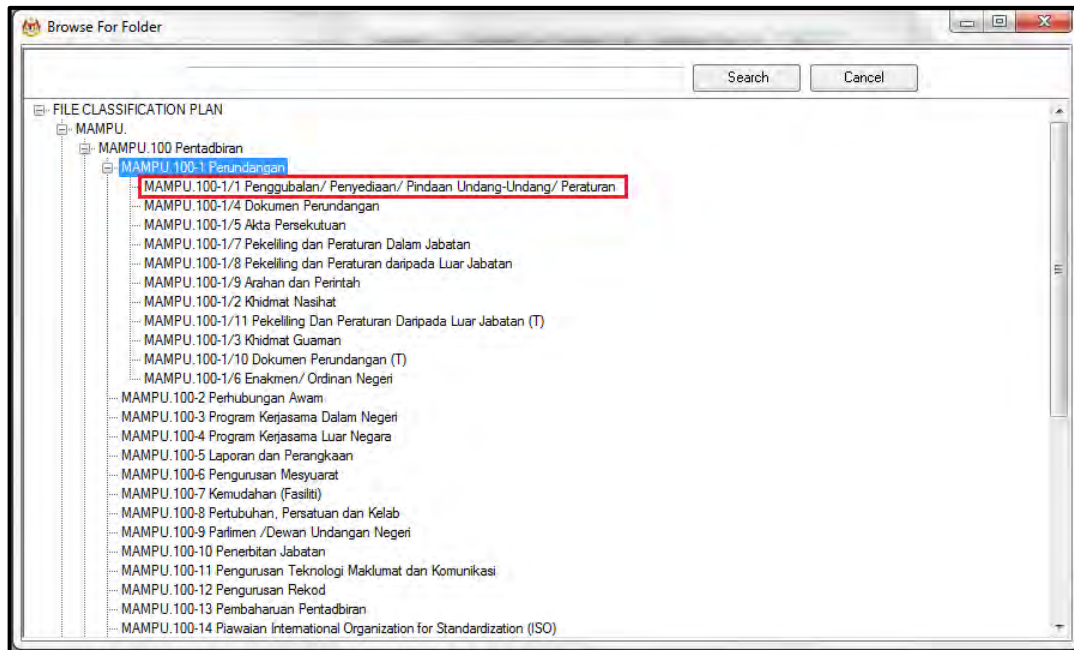 Browse For Folder
Search Cancel
FILE CLASSIFICATION PLAN
MAMPU.
MAMPU.100 Pentadbiran
MAMPU.100-1 Perundangan
MAMPU.100-1/1 Penggubalan/ Penyediaan/ Pindaan Undang-Undang/ Peraturan
MAMPU.100-1/4 Dokumen Perundangan
MAMPU.100-1/5 Akta Persekutuan
MAMPU.100-1/7 Pekeliling dan Peraturan Dalam Jabatan
MAMPU.100-1/8 Pekeliling dan Peraturan daripada Luar Jabatan
MAMPU.100-1/9 Arahan dan Perintah
MAMPU.100-1/2 Khidmat Nasihat
MAMPU.100-1/11 Pekeliling Dan Peraturan Daripada Luar Jabatan (T)
MAMPU.100-1/3 Khidmat Guaman
MAMPU.100-1/10 Dokumen Perundangan (T)
MAMPU.100-1/6 Enakmen/ Ordinan Negeri
MAMPU.100-2 Perhubungan Awam
MAMPU.100-3 Program Kerjasama Dalam Negeri
MAMPU.100-4 Program Kerjasama Luar Negara
MAMPU.100-5 Laporan dan Perangkaan
MAMPU.100-6 Pengurusan Mesyuarat
MAMPU.100-7 Kemudahan (Fasiliti)
MAMPU.100-8 Pertubuhan, Persatuan dan Kelab
MAMPU.100-9 Parlimen /Dewan Undangan Negeri
MAMPU.100-10 Penerbitan Jabatan
MAMPU.100-11 Pengurusan Teknologi Maklumat dan Komunikasi
MAMPU.100-12 Pengurusan Rekod
MAMPU.100-13 Pembaharuan Pentadbiran
MAMPU.100-14 Piawaian International Organization for Standardization (ISO)